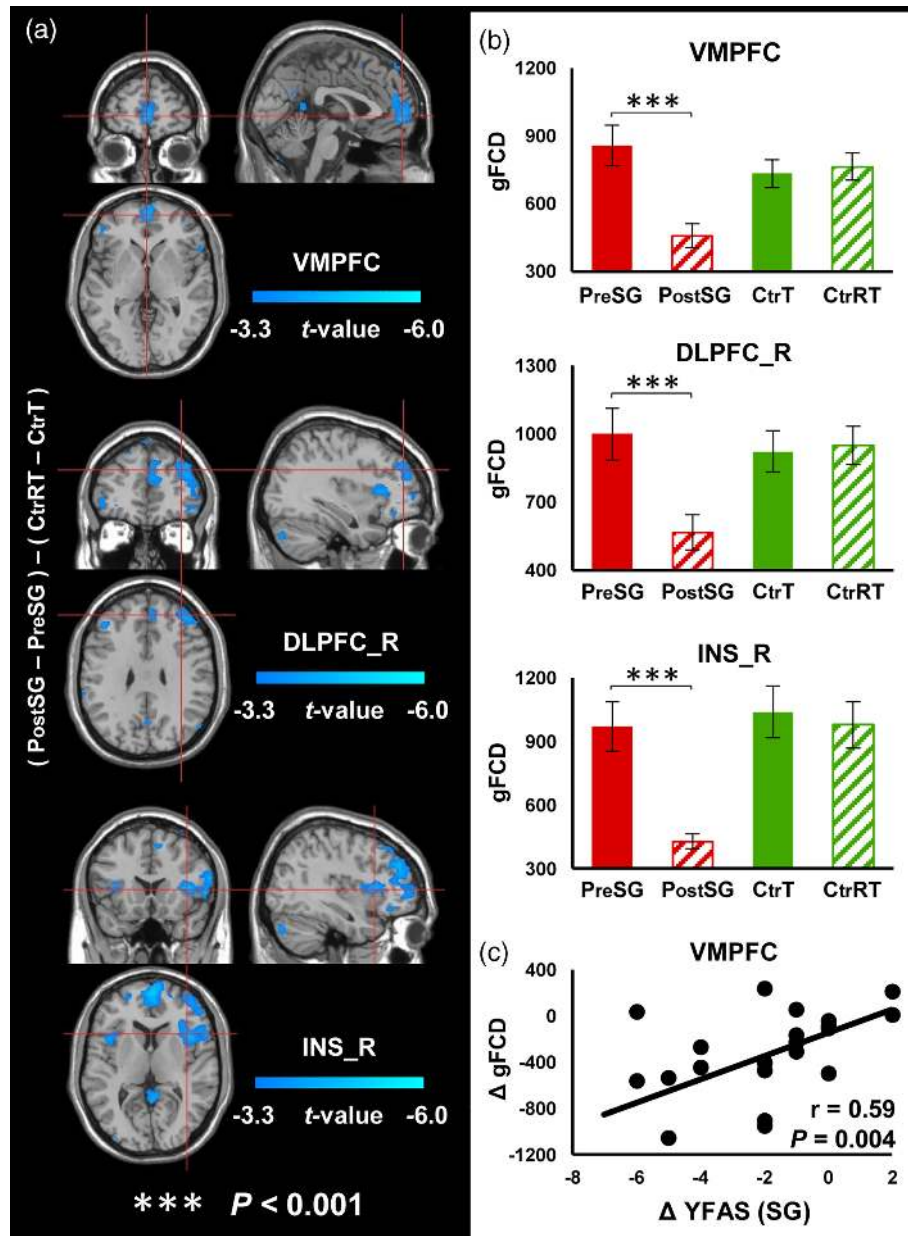 (a)
( PostSG – PreSG ) – ( CtrRT – CtrT )
VMPFC
-3.3 t-value -6.0
DLPFC_R
-3.3 t-value -6.0
INS_R
-3.3 t-value -6.0
*** P < 0.001
(b)
VMPFC
***
gFCD
1200
900
600
300
PreSG PostSG CtrT CtrRT
DLPFC_R
***
gFCD
1300
1000
700
400
PreSG PostSG CtrT CtrRT
INS_R
***
gFCD
1200
900
600
300
PreSG PostSG CtrT CtrRT
(c)
VMPFC
Δ gFCD
400
0
-400
-800
-1200
r = 0.59
P = 0.004
-8 -6 -4 -2 0 2
Δ YFAS (SG)